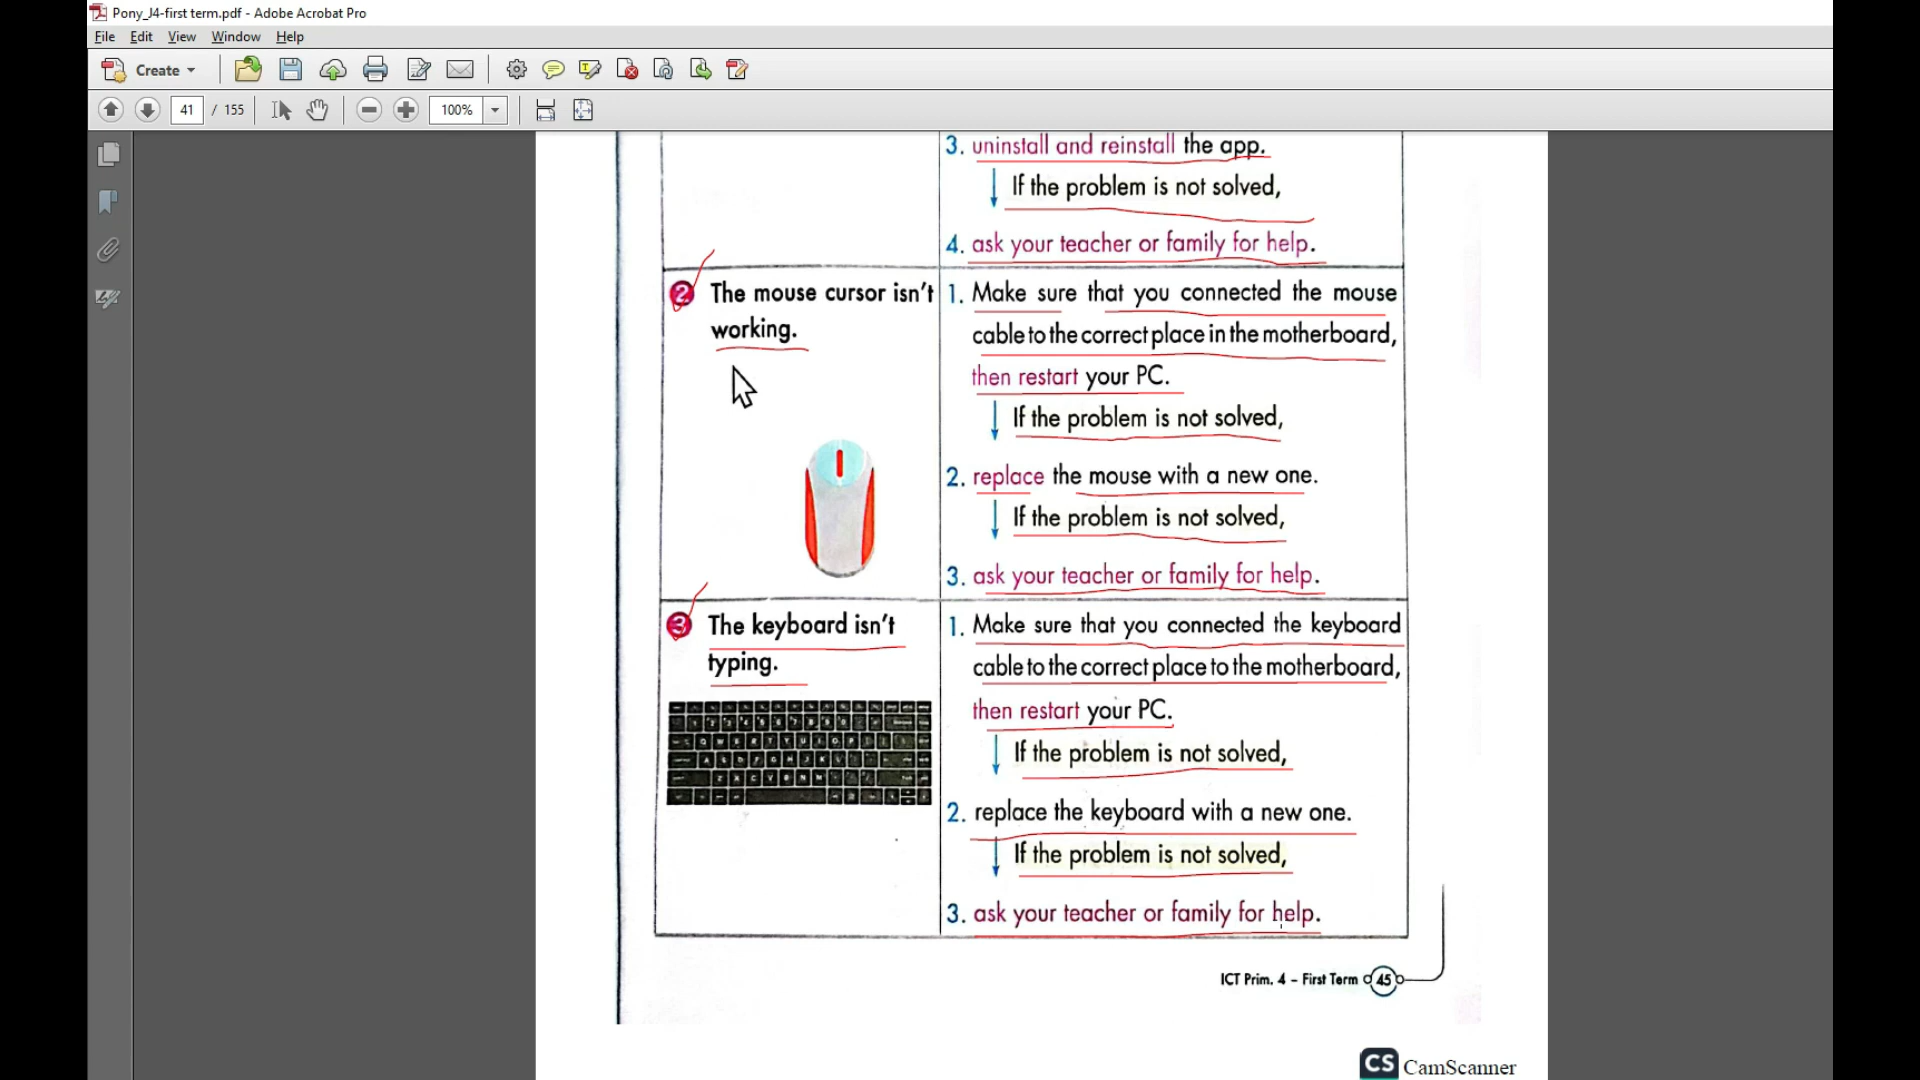 Pony_J4-first term.pdf - Adobe Acrobat Pro
File Edit View Window Help
Create
41 / 155 100%
3. uninstall and reinstall the app.
If the problem is not solved,
4. ask your teacher or family for help.
2 The mouse cursor isn't
working.
1. Make sure that you connected the mouse
cable to the correct place in the motherboard,
then restart your PC.
If the problem is not solved,
2. replace the mouse with a new one.
If the problem is not solved,
3. ask your teacher or family for help.
3 The keyboard isn't
typing.
1. Make sure that you connected the keyboard
cable to the correct place to the motherboard,
then restart your PC.
If the problem is not solved,
2. replace the keyboard with a new one.
If the problem is not solved,
3. ask your teacher or family for help.
ICT Prim. 4 - First Term 45
CS CamScanner